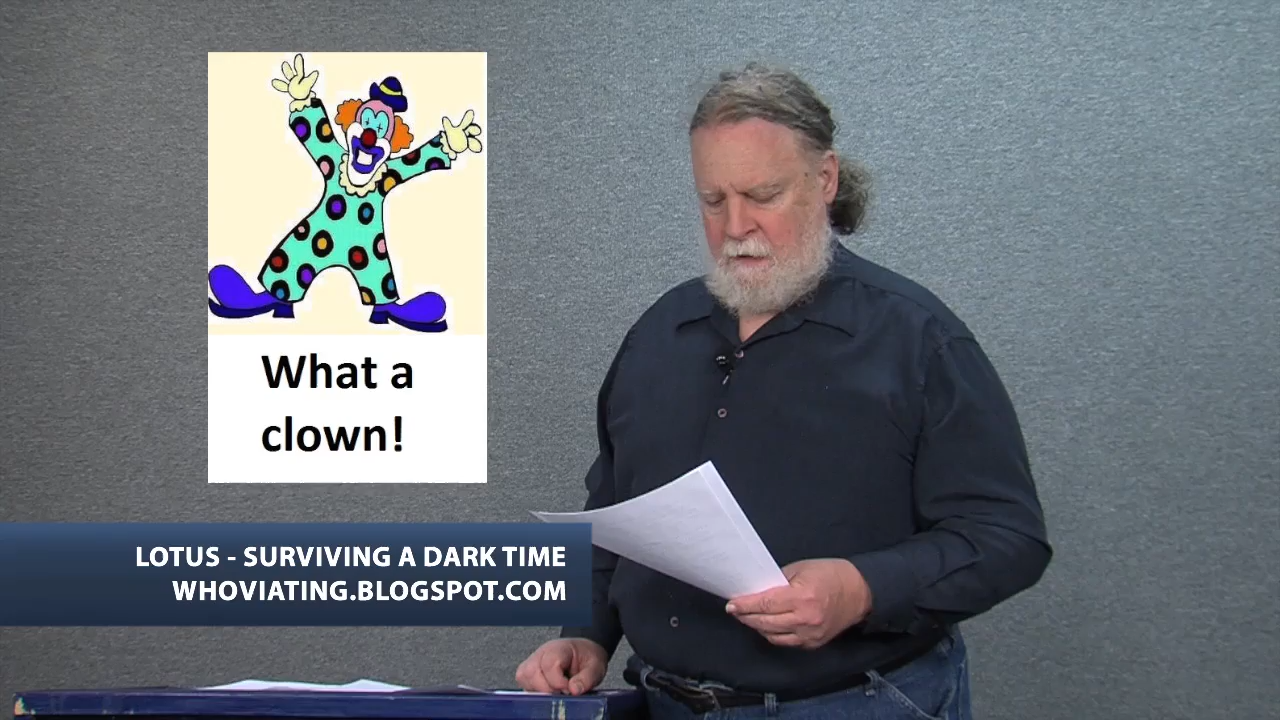 What a
clown!
LOTUS - SURVIVING A DARK TIME
WHOVIATING.BLOGSPOT.COM